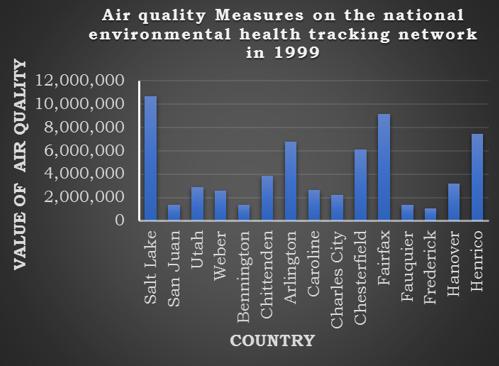 Air quality Measures on the national
environmental health tracking network
in 1999
VALUE OF AIR QUALITY
12,000,000
10,000,000
8,000,000
6,000,000
4,000,000
2,000,000
0
Salt Lake
San Juan
Utah
Weber
Bennington
Chittenden
Arlington
Caroline
Charles City
Chesterfield
Fairfax
Fauquier
Frederick
Hanover
Henrico
COUNTRY